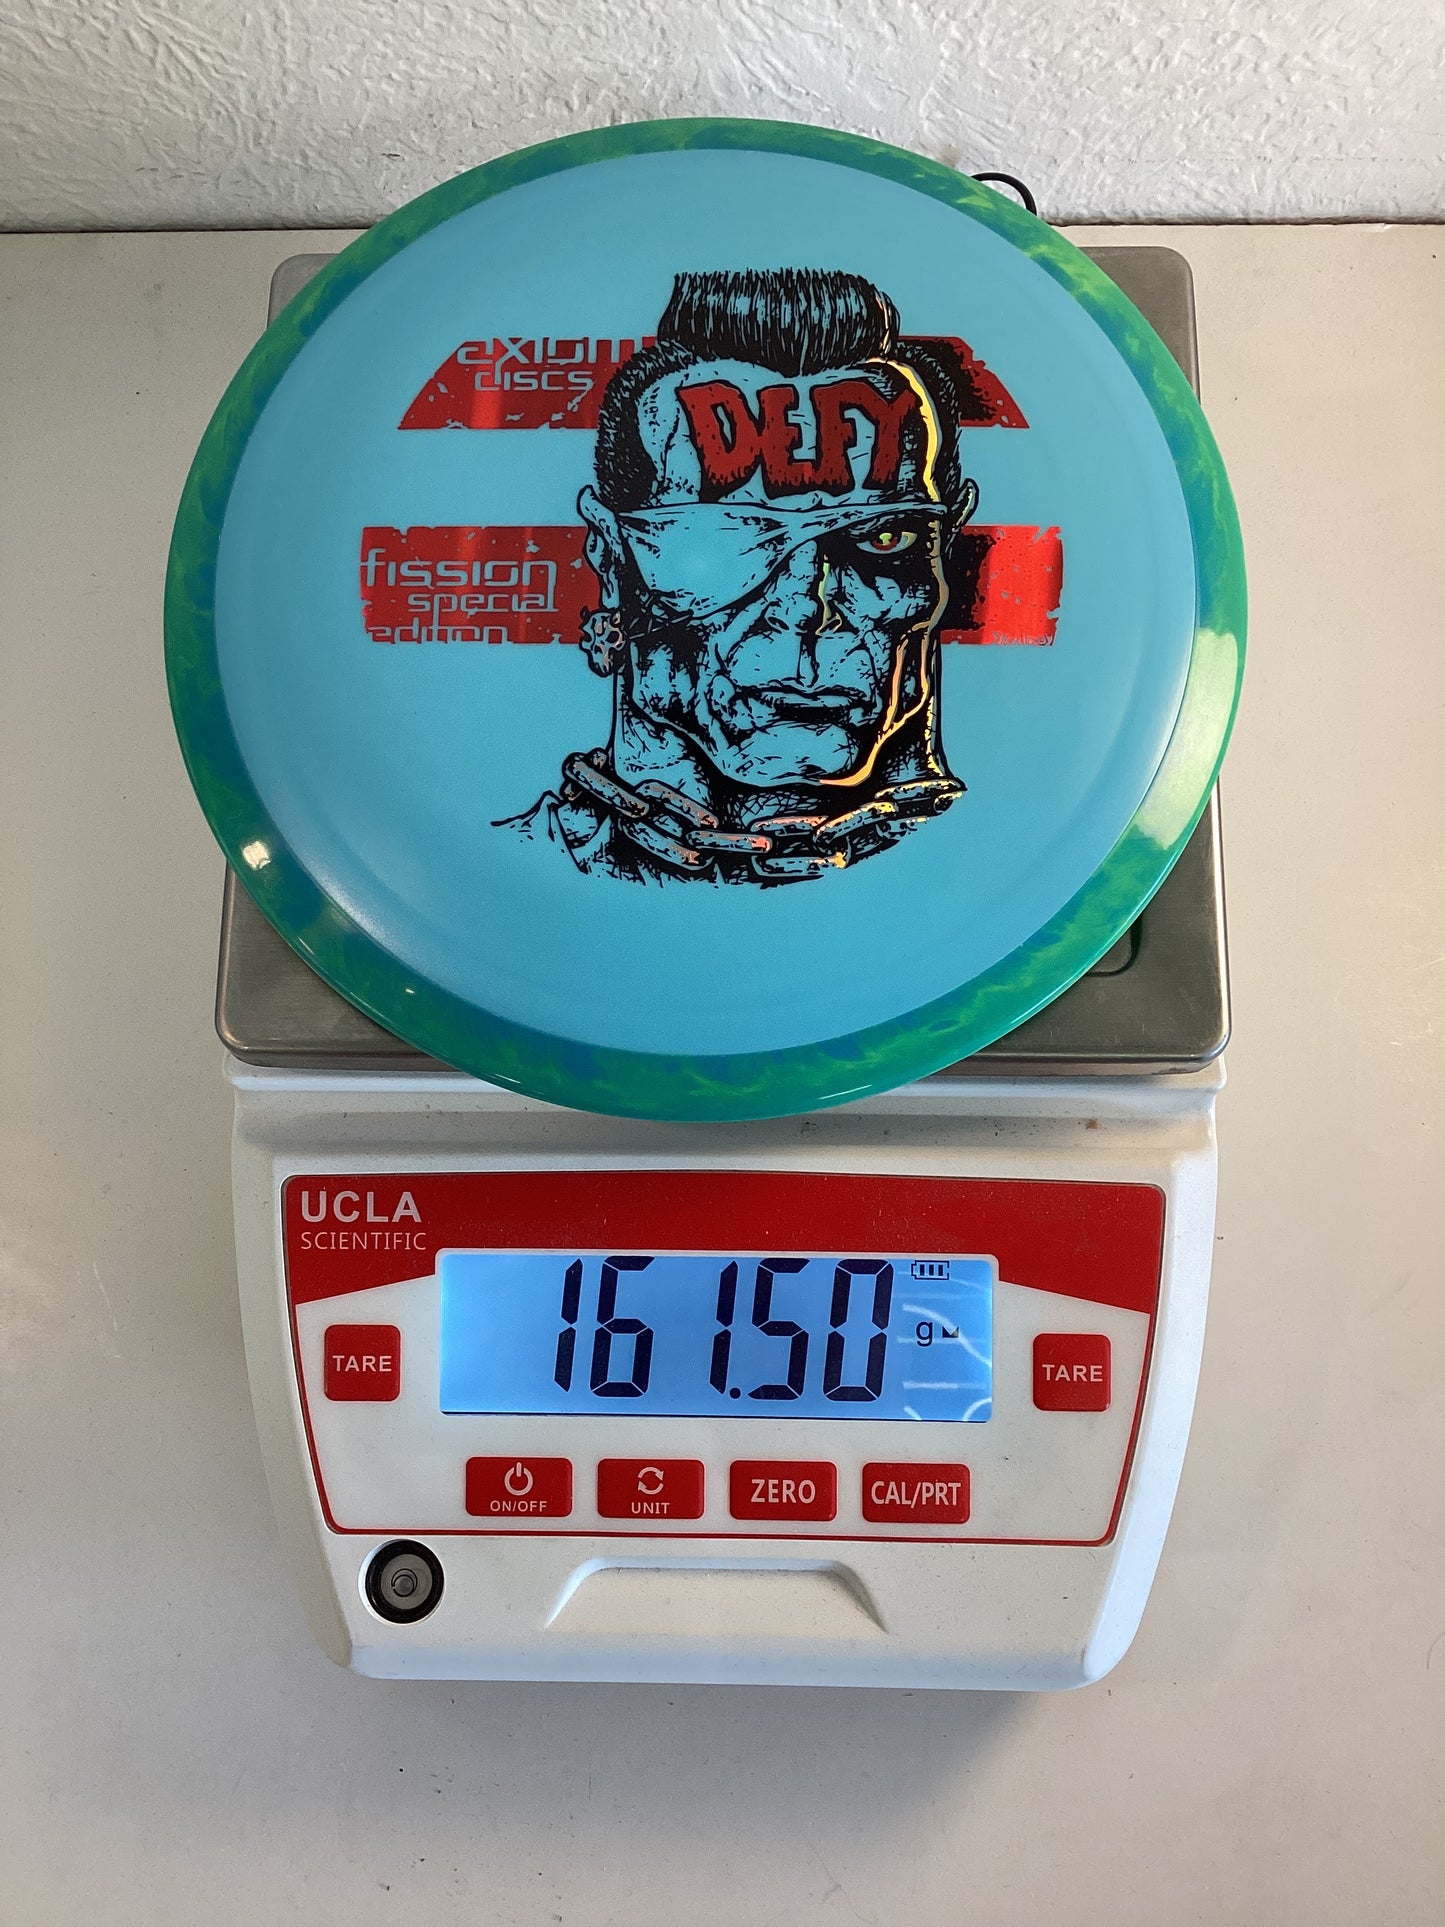 axiom
discs
DEFY
fission
special
edition
UCLA
SCIENTIFIC
161.50
g
TARE
TARE
ON/OFF
UNIT
ZERO
CAL/PRT